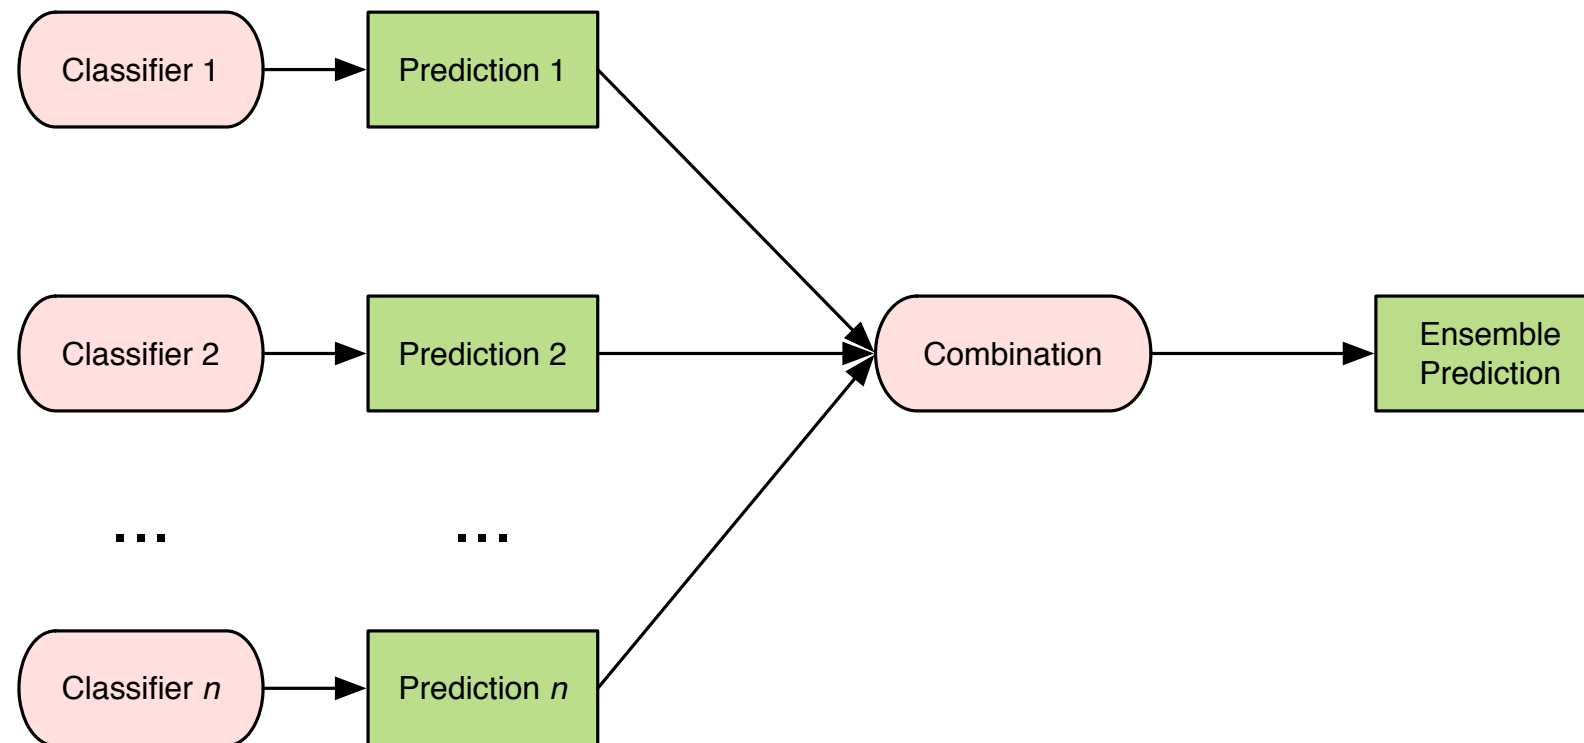 Classifier 1
Prediction 1
Classifier 2
Prediction 2
Combination
Ensemble
Prediction
...
...
Classifier n
Prediction n